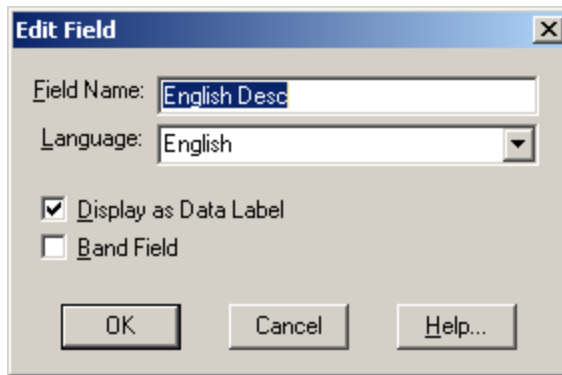 Edit Field
Field Name: English Desc
Language: English
Display as Data Label
Band Field
OK Cancel Help...